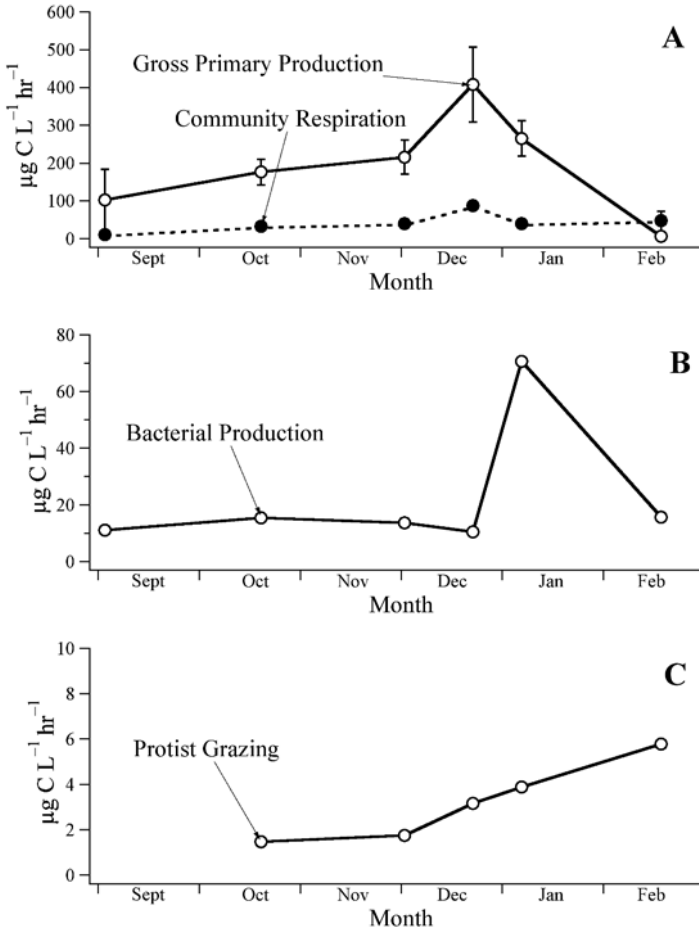 A
600
500
400
300
200
100
0
Gross Primary Production
Community Respiration
µg C L⁻¹ hr⁻¹
Sept Oct Nov Dec Jan Feb
Month
B
80
60
40
20
0
Bacterial Production
µg C L⁻¹ hr⁻¹
Sept Oct Nov Dec Jan Feb
Month
C
10
8
6
4
2
0
Protist Grazing
µg C L⁻¹ hr⁻¹
Sept Oct Nov Dec Jan Feb
Month